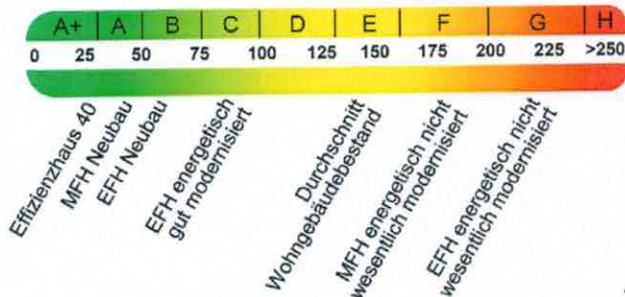 A+ A B C D E F G H
0 25 50 75 100 125 150 175 200 225 >250
Effizienzhaus 40
MFH Neubau
EFH Neubau
EFH energetisch
gut modernisiert
Durchschnitt
Wohngebäudebestand
MFH energetisch nicht
wesentlich modernisiert
EFH energetisch nicht
wesentlich modernisiert